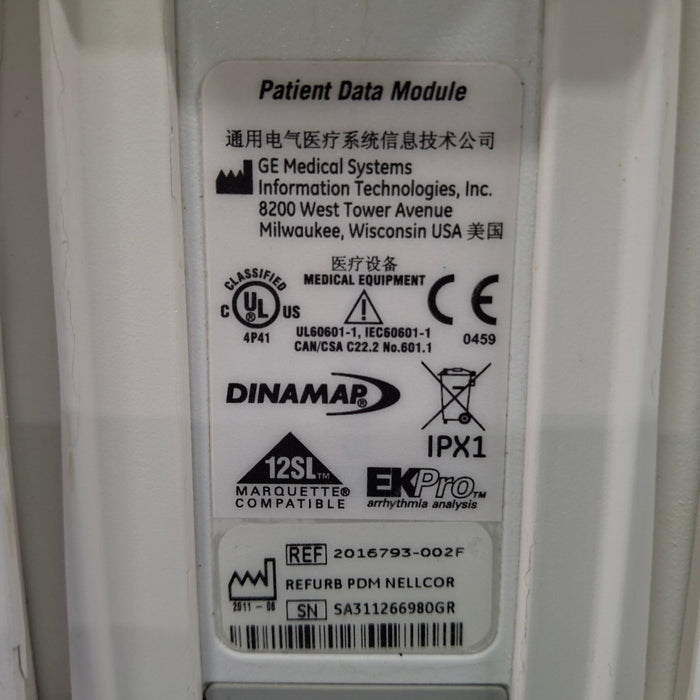 Patient Data Module
通用电气医疗系统信息技术公司
GE Medical Systems
Information Technologies, Inc.
8200 West Tower Avenue
Milwaukee, Wisconsin USA 美国
医疗设备
MEDICAL EQUIPMENT
CLASSIFIED
C UL® US
4P41
UL60601-1, IEC60601-1
CAN/CSA C22.2 No.601.1
CE
0459
DINAMAP®
IPX1
12SL™
MARQUETTE®
COMPATIBLE
EKPro™
arrhythmia analysis
REF 2016793-002F
REFURB PDM NELLCOR
2011-08
SN SA311266980GR